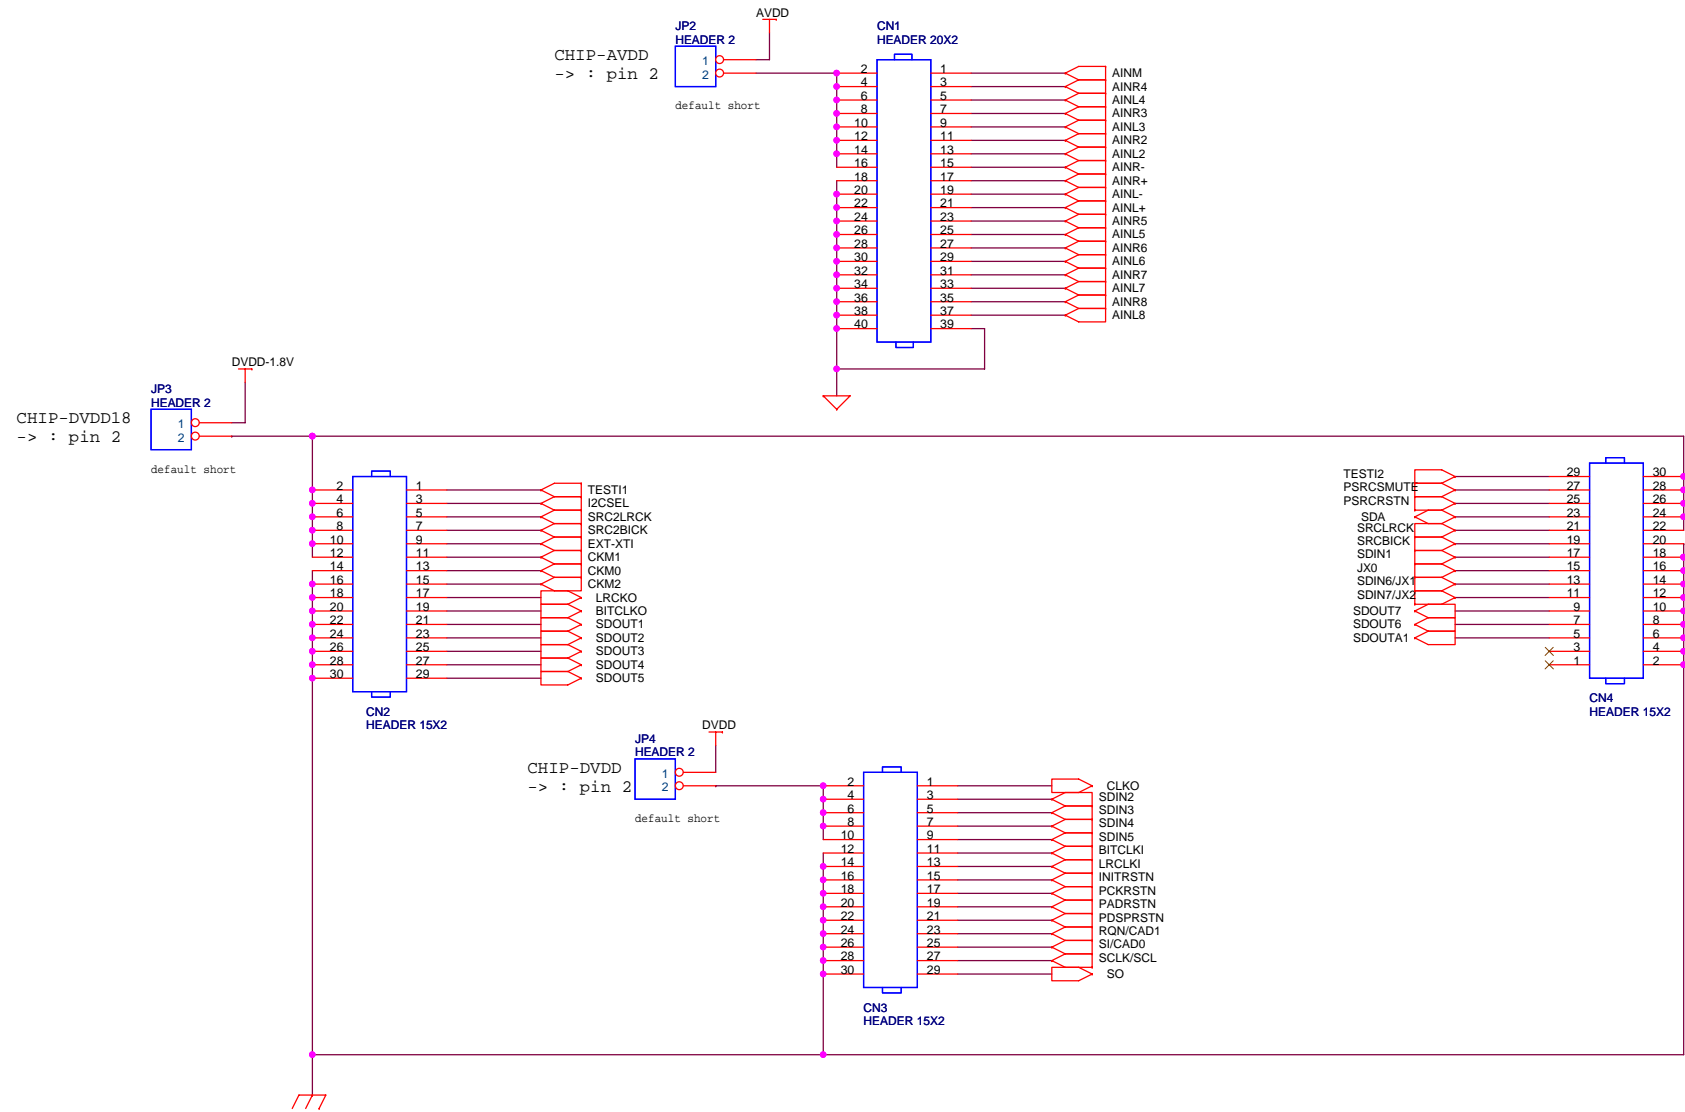 AVDD
JP2
HEADER 2
CHIP-AVDD
-> : pin 2
1
2
default short
CN1
HEADER 20X2
2 1 AINM
4 3 AINR4
6 5 AINL4
8 7 AINR3
10 9 AINL3
12 11 AINR2
14 13 AINL2
16 15 AINR-
18 17 AINR+
20 19 AINL-
22 21 AINL+
24 23 AINR5
26 25 AINL5
28 27 AINR6
30 29 AINL6
32 31 AINR7
34 33 AINL7
36 35 AINR8
38 37 AINL8
40 39
DVDD-1.8V
JP3
HEADER 2
CHIP-DVDD18
-> : pin 2
1
2
default short
2 1 TESTI1
4 3 I2CSEL
6 5 SRC2LRCK
8 7 SRC2BICK
10 9 EXT-XTI
12 11 CKM1
14 13 CKM0
16 15 CKM2
18 17 LRCKO
20 19 BITCLKO
22 21 SDOUT1
24 23 SDOUT2
26 25 SDOUT3
28 27 SDOUT4
30 29 SDOUT5
CN2
HEADER 15X2
TESTI2 29 30
PSRCSMUTE 27 28
PSRCRSTN 25 26
SDA 23 24
SRCLRCK 21 22
SRCBICK 19 20
SDIN1 17 18
JX0 15 16
SDIN6/JX1 13 14
SDIN7/JX2 11 12
SDOUT7 9 10
SDOUT6 7 8
SDOUTA1 5 6
3 4
1 2
CN4
HEADER 15X2
DVDD
JP4
HEADER 2
CHIP-DVDD
-> : pin 2
1
2
default short
2 1 CLKO
4 3 SDIN2
6 5 SDIN3
8 7 SDIN4
10 9 SDIN5
12 11 BITCLKI
14 13 LRCLKI
16 15 INITRSTN
18 17 PCKRSTN
20 19 PADRSTN
22 21 PDSPRSTN
24 23 RQN/CAD1
26 25 SI/CAD0
28 27 SCLK/SCL
30 29 SO
CN3
HEADER 15X2